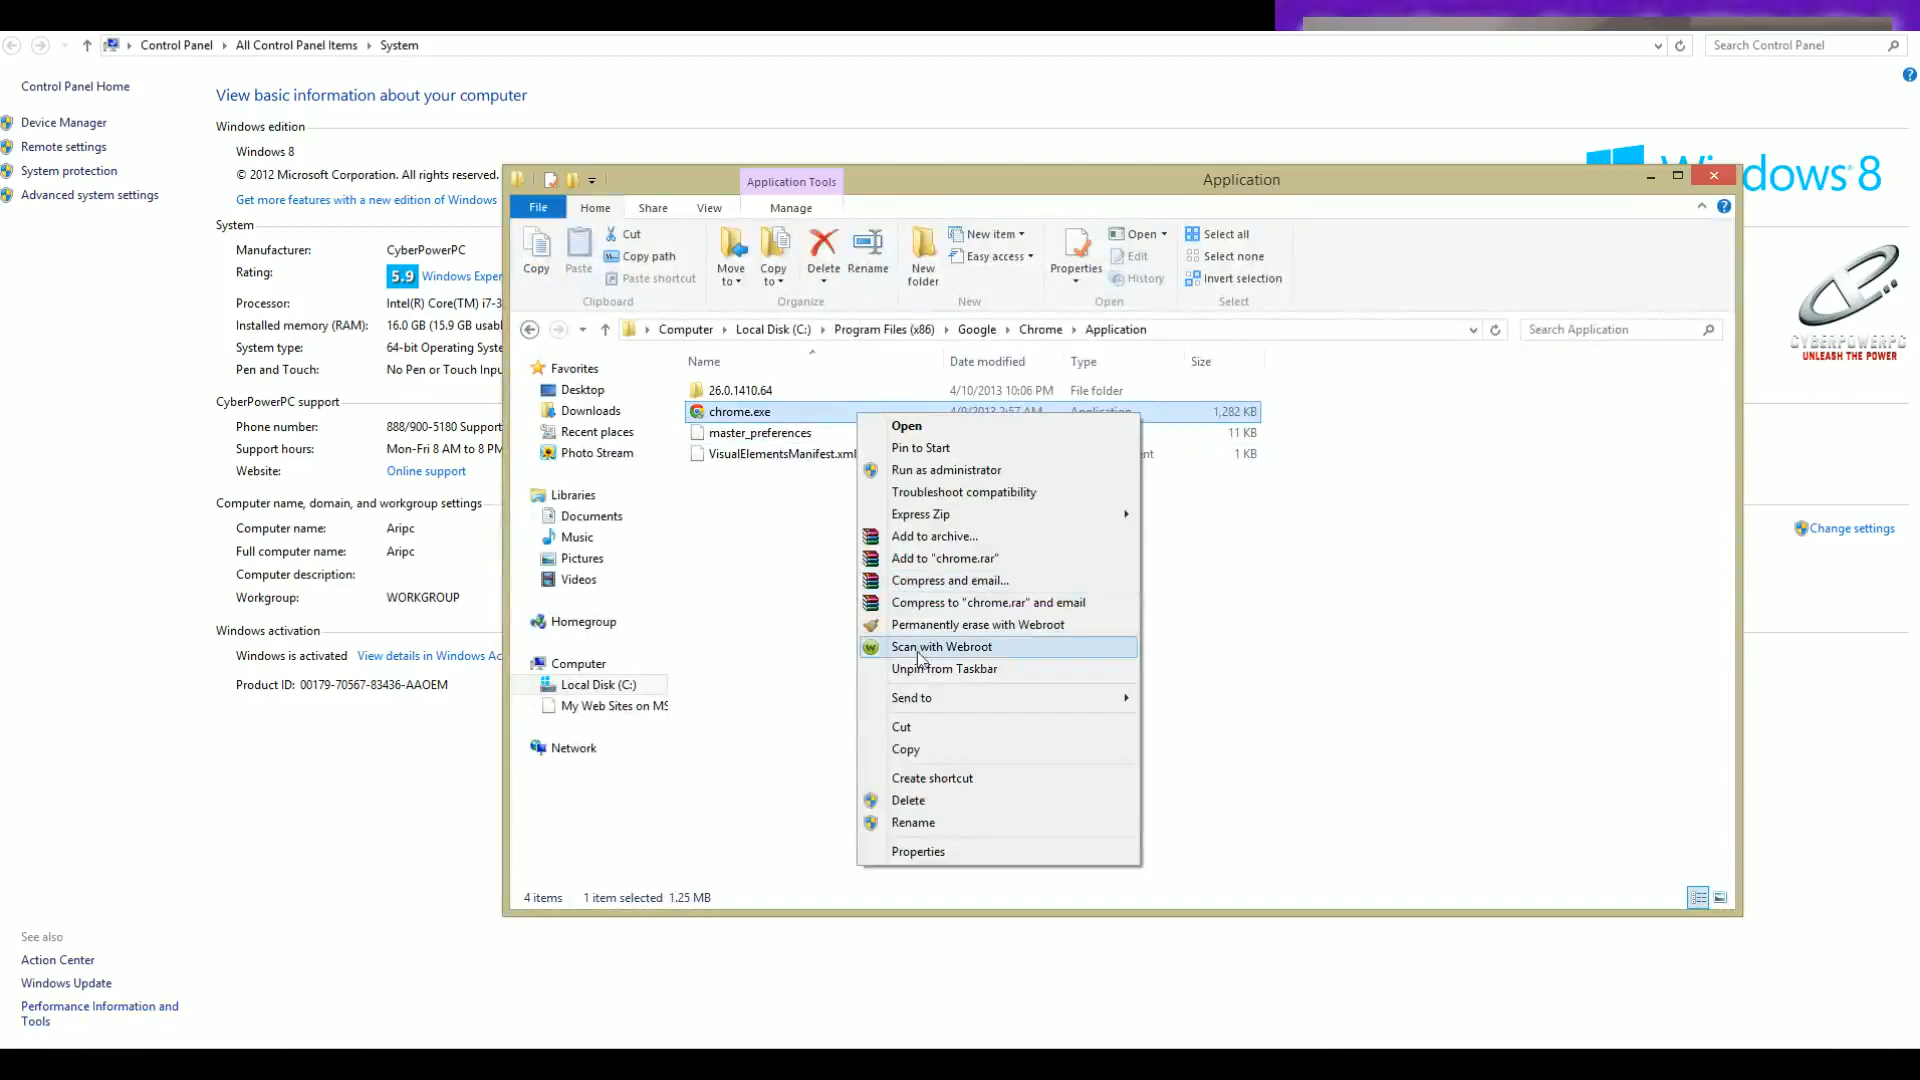 Control Panel
All Control Panel Items
System
Search Control Panel
Control Panel Home
Device Manager
Remote settings
System protection
Advanced system settings
View basic information about your computer
Windows edition
Windows 8
© 2012 Microsoft Corporation. All rights reserved.
Get more features with a new edition of Windows
System
Manufacturer: CyberPowerPC
Rating: 5.9 Windows Exper
Processor: Intel(R) Core(TM) i7-3
Installed memory (RAM): 16.0 GB (15.9 GB usab
System type: 64-bit Operating Syste
Pen and Touch: No Pen or Touch Inpu
CyberPowerPC support
Phone number: 888/900-5180 Support
Support hours: Mon-Fri 8 AM to 8 PM
Website: Online support
Computer name, domain, and workgroup settings
Computer name: Aripc
Full computer name: Aripc
Computer description:
Workgroup: WORKGROUP
Windows activation
Windows is activated View details in Windows Ac
Product ID: 00179-70567-83436-AAOEM
See also
Action Center
Windows Update
Performance Information and
Tools
dows 8
CYBERPOWERPC
UNLEASH THE POWER
Change settings
Application Tools
Application
File
Home
Share
View
Manage
Copy
Paste
Cut
Copy path
Paste shortcut
Clipboard
Move
to
Copy
to
Delete
Rename
Organize
New
folder
New item
Easy access
New
Properties
Open
Edit
History
Open
Select all
Select none
Invert selection
Select
Computer
Local Disk (C:)
Program Files (x86)
Google
Chrome
Application
Search Application
Favorites
Desktop
Downloads
Recent places
Photo Stream
Libraries
Documents
Music
Pictures
Videos
Homegroup
Computer
Local Disk (C:)
My Web Sites on MS
Network
Name Date modified Type Size
26.0.1410.64 4/10/2013 10:06 PM File folder
chrome.exe 4/9/2013 2:57 AM Application 1,282 KB
master_preferences 11 KB
VisualElementsManifest.xml ent 1 KB
Open
Pin to Start
Run as administrator
Troubleshoot compatibility
Express Zip
Add to archive...
Add to "chrome.rar"
Compress and email...
Compress to "chrome.rar" and email
Permanently erase with Webroot
Scan with Webroot
Unpin from Taskbar
Send to
Cut
Copy
Create shortcut
Delete
Rename
Properties
4 items 1 item selected 1.25 MB